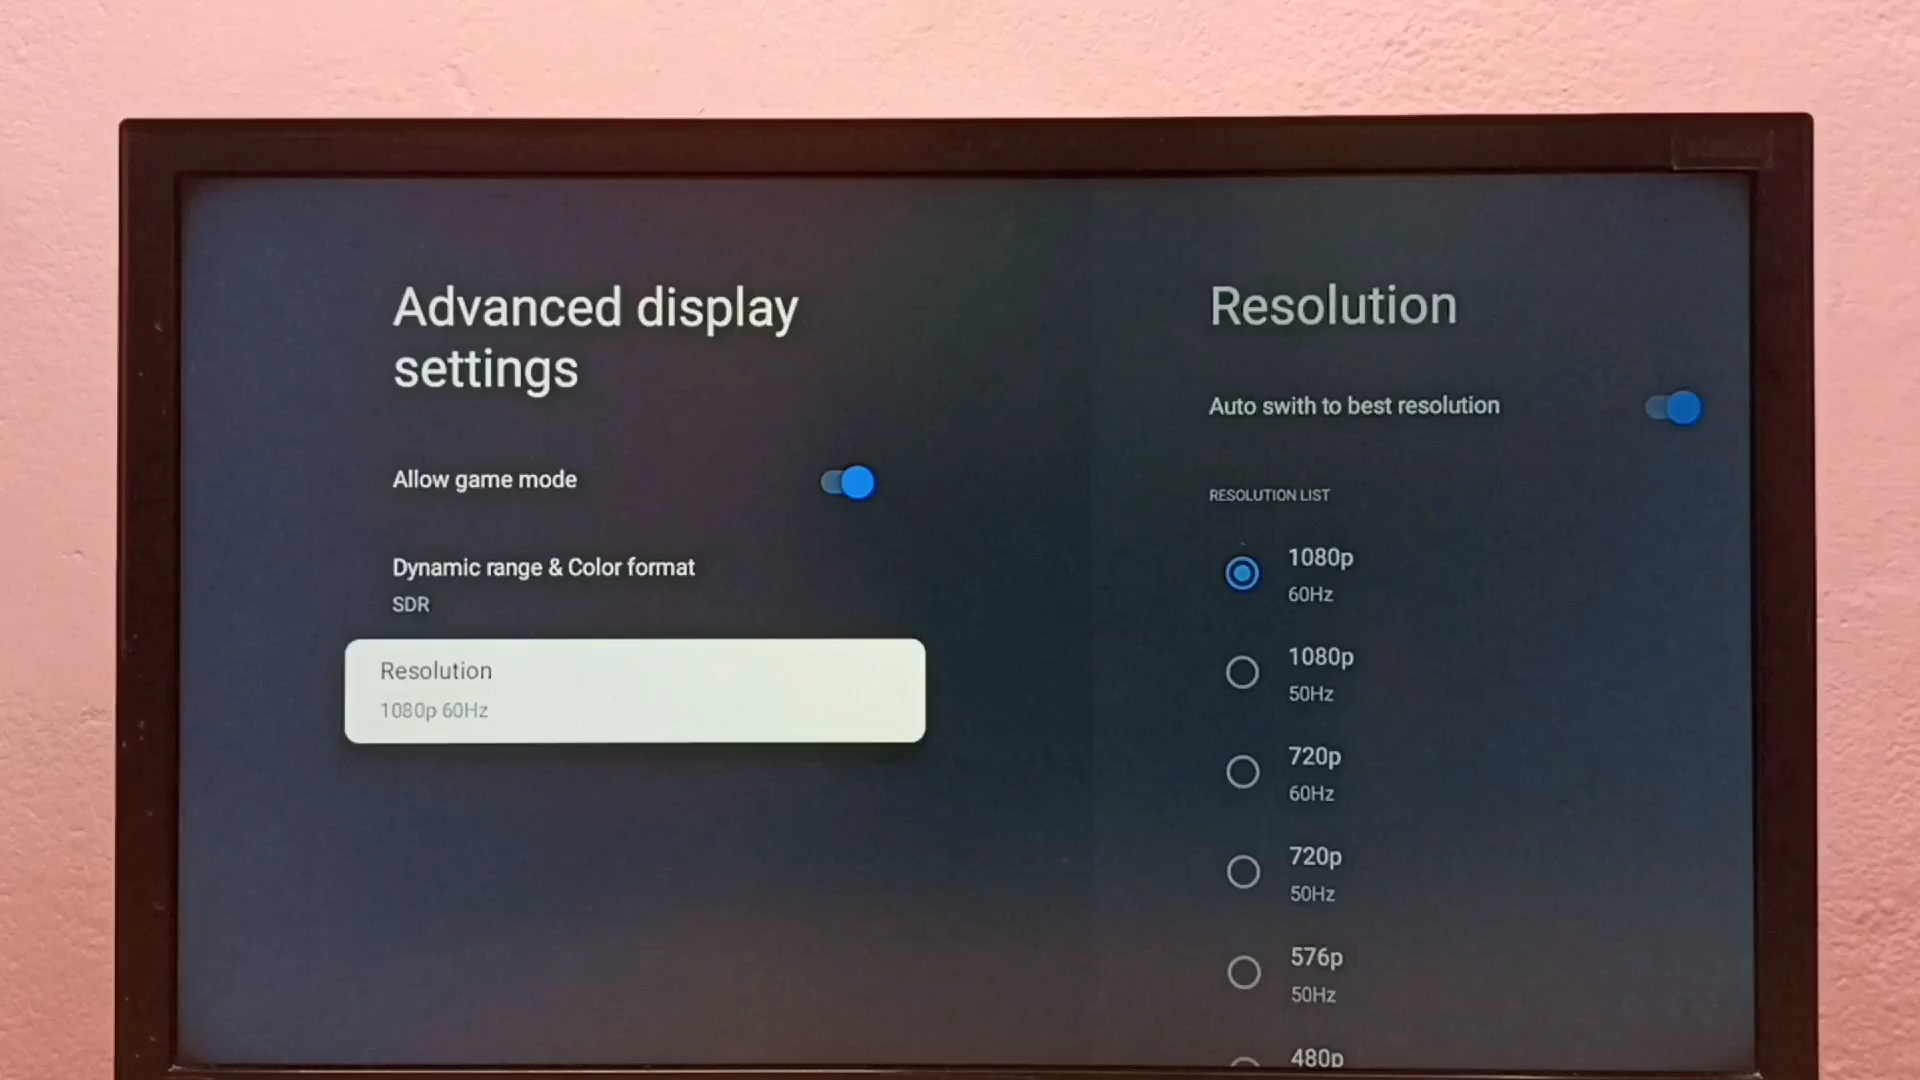 Advanced display
settings
Allow game mode
Dynamic range & Color format
SDR
Resolution
1080p 60Hz
Resolution
Auto swith to best resolution
RESOLUTION LIST
1080p
60Hz
1080p
50Hz
720p
60Hz
720p
50Hz
576p
50Hz
480p